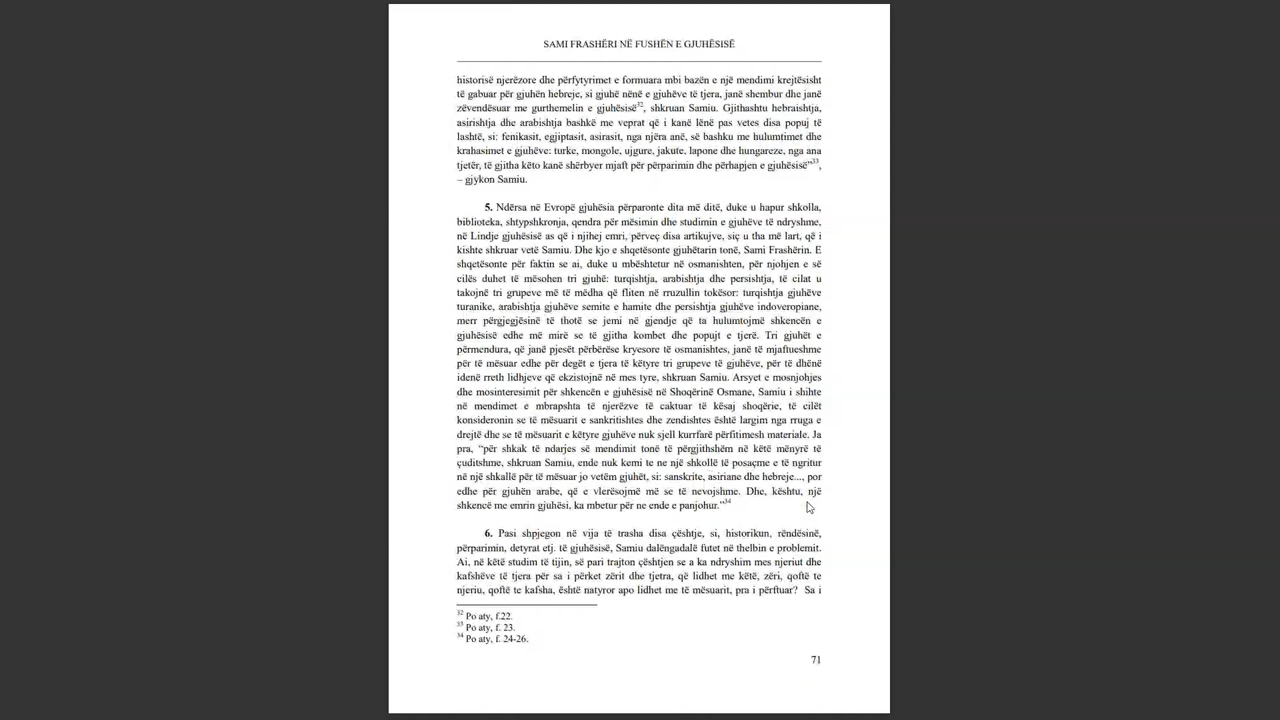 SAMI FRASHËRI NË FUSHËN E GJUHËSISË
historisë njerëzore dhe përfytyrimet e formuara mbi bazën e një mendimi krejtësisht
të gabuar për gjuhën hebreje, si gjuhë nënë e gjuhëve të tjera, janë shembur dhe janë
zëvendësuar me gurthemelin e gjuhësisë32, shkruan Samiu. Gjithashtu hebraishtja,
asirishtja dhe arabishtja bashkë me veprat që i kanë lënë pas vetes disa popuj të
lashtë, si: fenikasit, egjiptasit, asirasit, nga njëra anë, së bashku me hulumtimet dhe
krahasimet e gjuhëve: turke, mongole, ujgure, jakute, lapone dhe hungareze, nga ana
tjetër, të gjitha këto kanë shërbyer mjaft për përparimin dhe përhapjen e gjuhësisë”33,
– gjykon Samiu.
5. Ndërsa në Evropë gjuhësia përparonte dita më ditë, duke u hapur shkolla,
biblioteka, shtypshkronja, qendra për mësimin dhe studimin e gjuhëve të ndryshme,
në Lindje gjuhësisë as që i njihej emri, përveç disa artikujve, siç u tha më lart, që i
kishte shkruar vetë Samiu. Dhe kjo e shqetësonte gjuhëtarin tonë, Sami Frashërin. E
shqetësonte për faktin se ai, duke u mbështetur në osmanishten, për njohjen e së
cilës duhet të mësohen tri gjuhë: turqishtja, arabishtja dhe persishtja, të cilat u
takojnë tri grupeve më të mëdha që fliten në rruzullin tokësor: turqishtja gjuhëve
turanike, arabishtja gjuhëve semite e hamite dhe persishtja gjuhëve indoveropiane,
merr përgjegjësinë të thotë se jemi në gjendje që ta hulumtojmë shkencën e
gjuhësisë edhe më mirë se të gjitha kombet dhe popujt e tjerë. Tri gjuhët e
përmendura, që janë pjesët përbërëse kryesore të osmanishtes, janë të mjaftueshme
për të mësuar edhe për degët e tjera të këtyre tri grupeve të gjuhëve, për të dhënë
idenë rreth lidhjeve që ekzistojnë në mes tyre, shkruan Samiu. Arsyet e mosnjohjes
dhe mosinteresimit për shkencën e gjuhësisë në Shoqërinë Osmane, Samiu i shihte
në mendimet e mbrapshta të njerëzve të caktuar të kësaj shoqërie, të cilët
konsideronin se të mësuarit e sankritishtes dhe zendishtes është largim nga rruga e
drejtë dhe se të mësuarit e këtyre gjuhëve nuk sjell kurrfarë përfitimesh materiale. Ja
pra, “për shkak të ndarjes së mendimit tonë të përgjithshëm në këtë mënyrë të
çuditshme, shkruan Samiu, ende nuk kemi te ne një shkollë të posaçme e të ngritur
në një shkallë për të mësuar jo vetëm gjuhët, si: sanskrite, asiriane dhe hebreje..., por
edhe për gjuhën arabe, që e vlerësojmë më se të nevojshme. Dhe, kështu, një
shkencë me emrin gjuhësi, ka mbetur për ne ende e panjohur.”34
6. Pasi shpjegon në vija të trasha disa çështje, si, historikun, rëndësinë,
përparimin, detyrat etj. të gjuhësisë, Samiu dalëngadalë futet në thelbin e problemit.
Ai, në këtë studim të tijin, së pari trajton çështjen se a ka ndryshim mes njeriut dhe
kafshëve të tjera për sa i përket zërit dhe tjetra, që lidhet me këtë, zëri, qoftë te
njeriu, qoftë te kafsha, është natyror apo lidhet me të mësuarit, pra i përftuar? Sa i
32 Po aty, f.22.
33 Po aty, f. 23.
34 Po aty, f. 24-26.
71